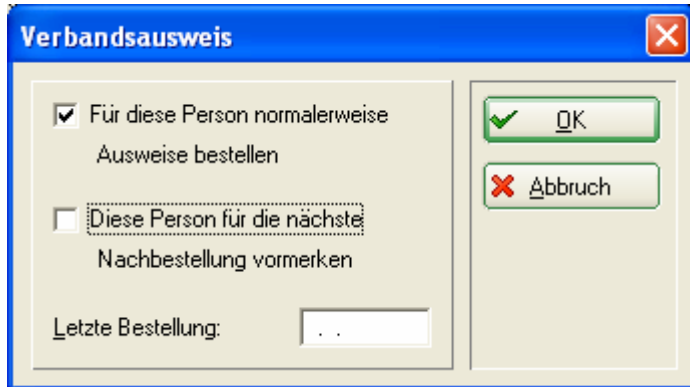 Verbandsausweis
Für diese Person normalerweise
Ausweise bestellen
Diese Person für die nächste
Nachbestellung vormerken
Letzte Bestellung: . .
OK
Abbruch